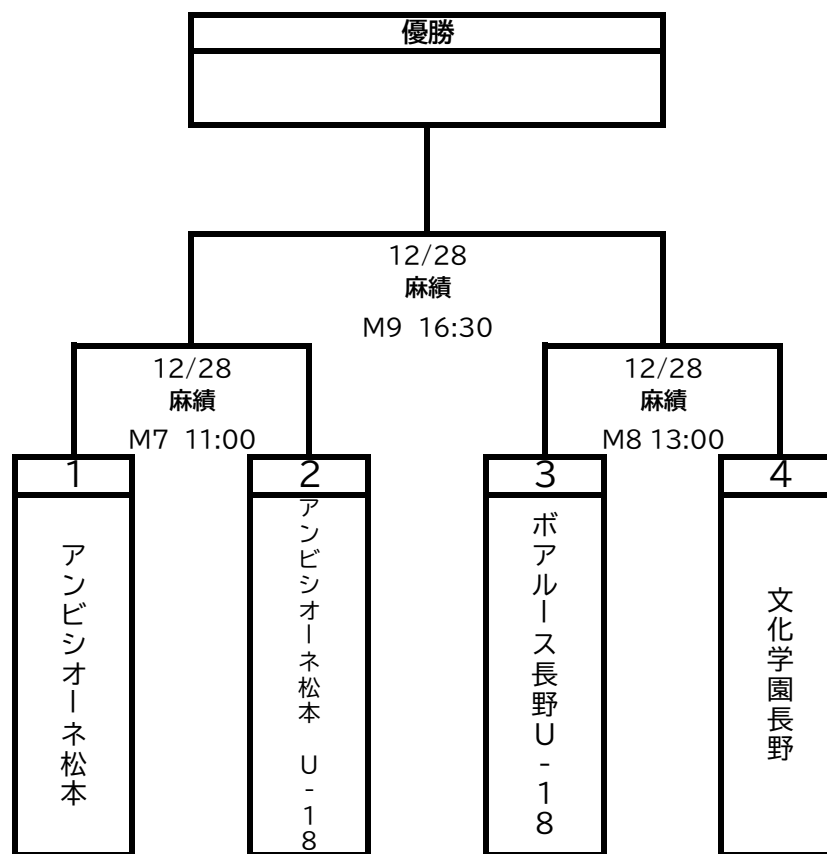 優勝
12/28
麻績
M9 16:30
12/28
麻績
M7 11:00
12/28
麻績
M8 13:00
1
2
3
4
アンビシオーネ松本
アンビシオーネ松本 U-18
ボアルース長野U-18
文化学園長野